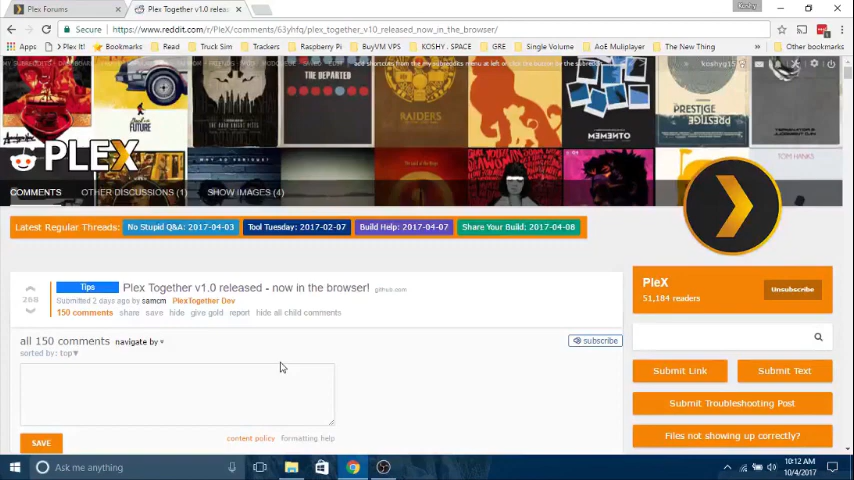 Plex Forums
Plex Together v1.0 relea
Koshy
Secure
https://www.reddit.com/r/PleX/comments/63yhfq/plex_together_v10_released_now_in_the_browser/
Apps
Plex It!
Bookmarks
Read
Truck Sim
Trackers
Raspberry Pi
BuyVM VPS
KOSHY . SPACE
GRE
Single Volume
AoE Muliplayer
The New Thing
Other bookmarks
koshyg15
FUTURE
THE DEPARTED
RAIDERS
MEMENTO
PRESTIGE
TOM HANKS
PLEX
COMMENTS
OTHER DISCUSSIONS (1)
SHOW IMAGES (4)
Latest Regular Threads:
No Stupid Q&A: 2017-04-03
Tool Tuesday: 2017-02-07
Build Help: 2017-04-07
Share Your Build: 2017-04-08
Tips
Plex Together v1.0 released - now in the browser!
github.com
268
Submitted 2 days ago by samcm PlexTogether Dev
150 comments share save hide give gold report hide all child comments
all 150 comments navigate by
sorted by: top
subscribe
SAVE
content policy
formatting help
PleX
51,184 readers
Unsubscribe
Submit Link
Submit Text
Submit Troubleshooting Post
Files not showing up correctly?
Ask me anything
10:12 AM
10/4/2017